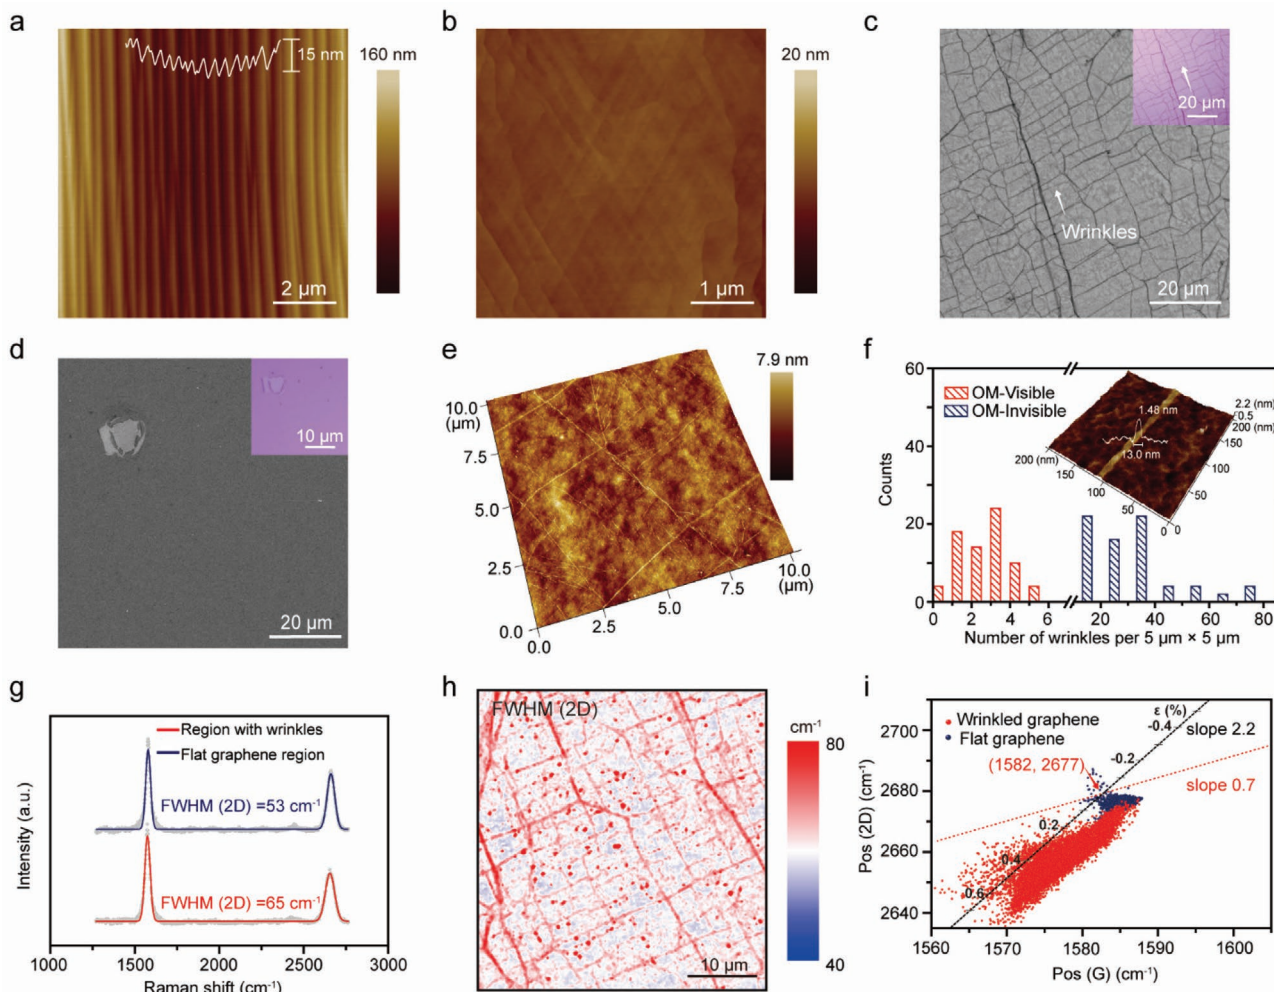 a
15 nm
160 nm
2 µm
b
20 nm
1 µm
c
20 µm
Wrinkles
20 µm
d
10 µm
20 µm
e
7.9 nm
10.0
(µm)
7.5
5.0
2.5
0.0
0.0
2.5
5.0
7.5
10.0
(µm)
f
60
40
20
0
Counts
OM-Visible
OM-Invisible
1.48 nm
13.0 nm
2.2 (nm)
0.5
200 (nm)
150
100
50
0
200 (nm)
150
100
50
0
0 2 4 6 20 40 60 80
Number of wrinkles per 5 µm × 5 µm
g
Region with wrinkles
Flat graphene region
FWHM (2D) =53 cm-1
FWHM (2D) =65 cm-1
Intensity (a.u.)
1000 1500 2000 2500 3000
Raman shift (cm-1)
h
FWHM (2D)
10 µm
cm-1
80
40
i
2700
2680
2660
2640
Pos (2D) (cm-1)
Wrinkled graphene
Flat graphene
(1582, 2677)
ε (%)
-0.4
-0.2
0.2
0.4
0.6
slope 2.2
slope 0.7
1560 1570 1580 1590 1600
Pos (G) (cm-1)